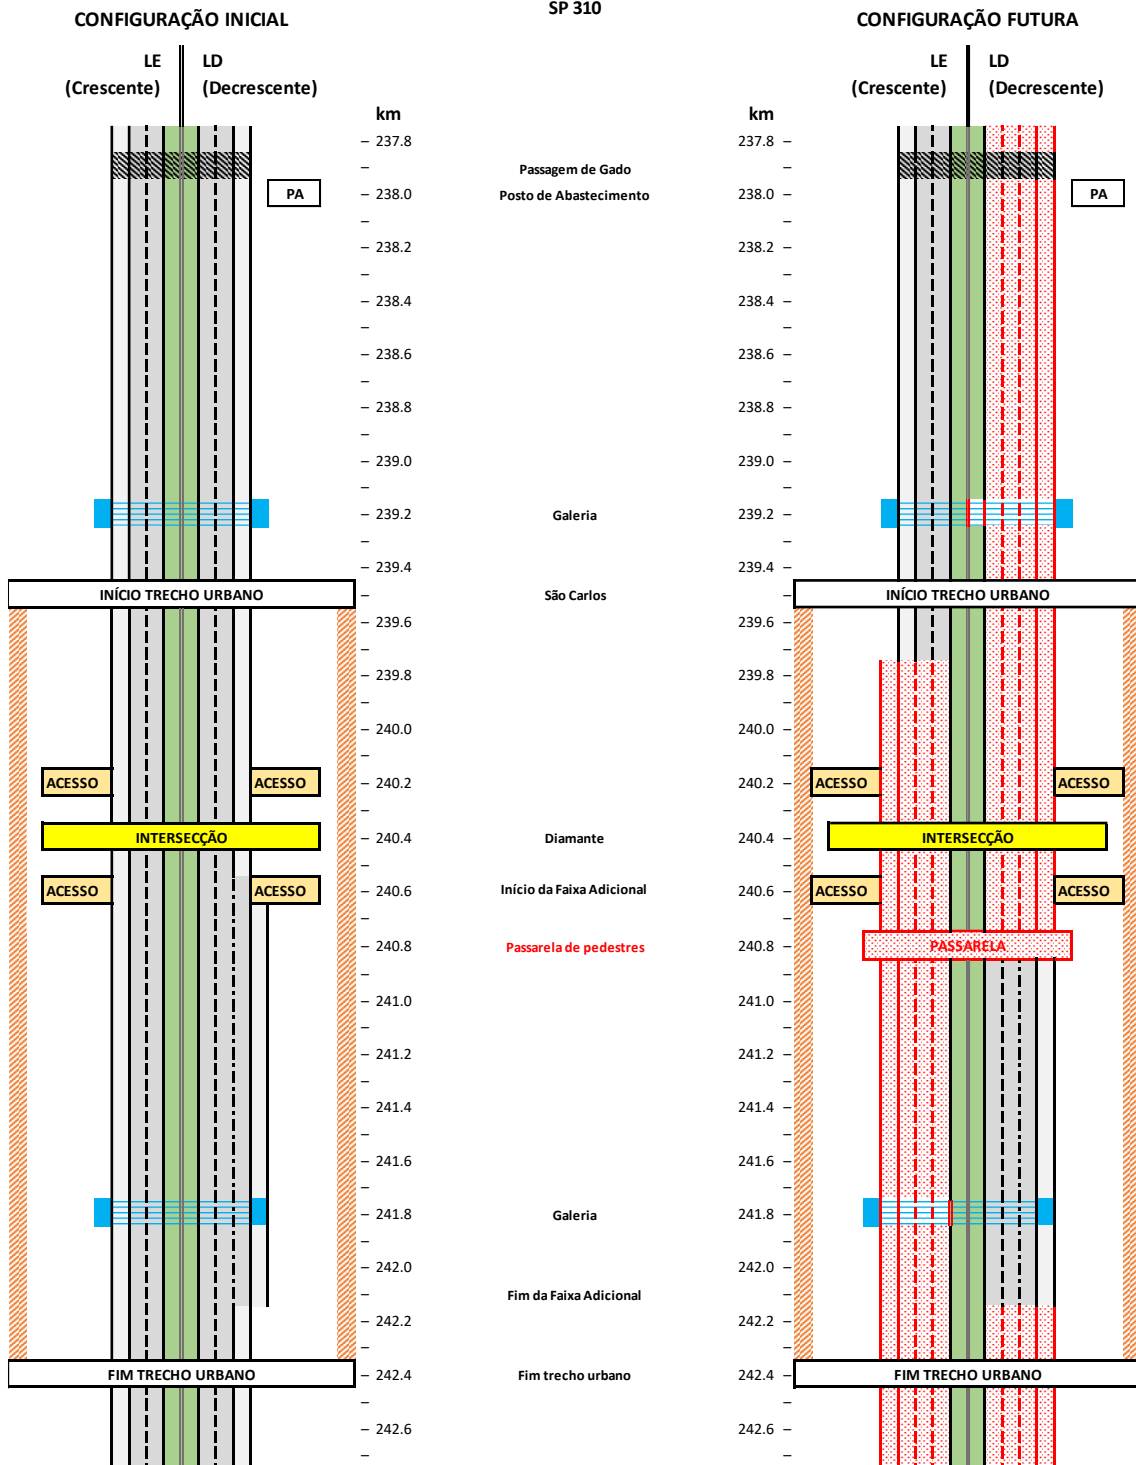 SP 310
CONFIGURAÇÃO INICIAL
CONFIGURAÇÃO FUTURA
LE LD
(Crescente) (Decrescente)
LE LD
(Crescente) (Decrescente)
km
km
237.8 237.8
Passagem de Gado
PA 238.0 Posto de Abastecimento 238.0 PA
238.2 238.2
238.4 238.4
238.6 238.6
238.8 238.8
239.0 239.0
239.2 Galeria 239.2
239.4 239.4
INÍCIO TRECHO URBANO São Carlos INÍCIO TRECHO URBANO
239.6 239.6
239.8 239.8
240.0 240.0
ACESSO ACESSO 240.2 240.2 ACESSO ACESSO
INTERSECÇÃO 240.4 Diamante 240.4 INTERSECÇÃO
ACESSO ACESSO 240.6 Início da Faixa Adicional 240.6 ACESSO ACESSO
240.8 Passarela de pedestres 240.8 PASSARELA
241.0 241.0
241.2 241.2
241.4 241.4
241.6 241.6
241.8 Galeria 241.8
242.0 242.0
Fim da Faixa Adicional
242.2 242.2
FIM TRECHO URBANO 242.4 Fim trecho urbano 242.4 FIM TRECHO URBANO
242.6 242.6